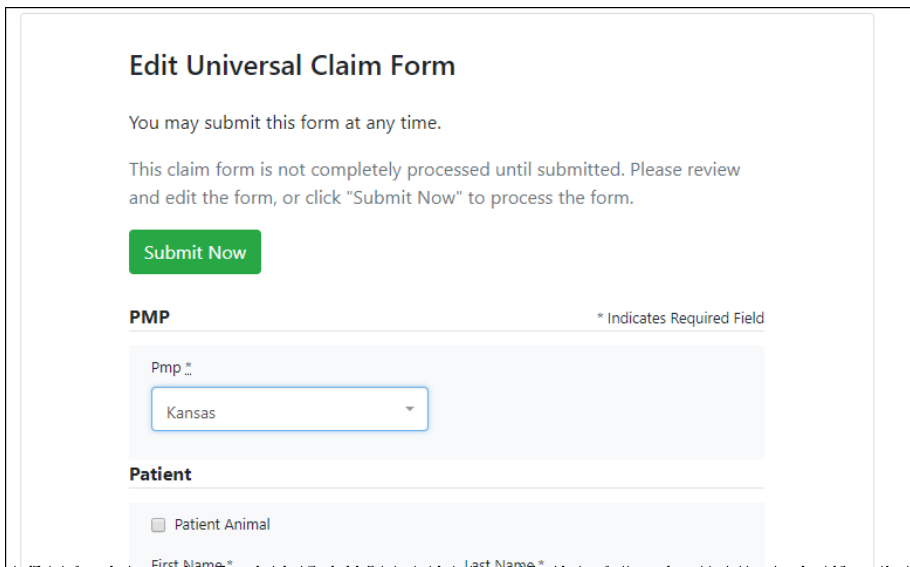 Edit Universal Claim Form
You may submit this form at any time.
This claim form is not completely processed until submitted. Please review
and edit the form, or click "Submit Now" to process the form.
Submit Now
PMP
* Indicates Required Field
Pmp *
Kansas
Patient
Patient Animal
First Name * Last Name *